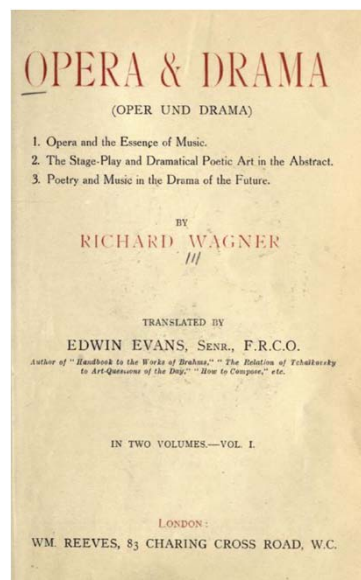 OPERA & DRAMA
(OPER UND DRAMA)
1. Opera and the Essence of Music.
2. The Stage-Play and Dramatical Poetic Art in the Abstract.
3. Poetry and Music in the Drama of the Future.
BY
RICHARD WAGNER
TRANSLATED BY
EDWIN EVANS, SENR., F.R.C.O.
Author of "Handbook to the Works of Brahms," "The Relation of Tchaikovsky
to Art-Questions of the Day," "How to Compose," etc.
IN TWO VOLUMES.—VOL. I.
LONDON:
WM. REEVES, 83 CHARING CROSS ROAD, W.C.